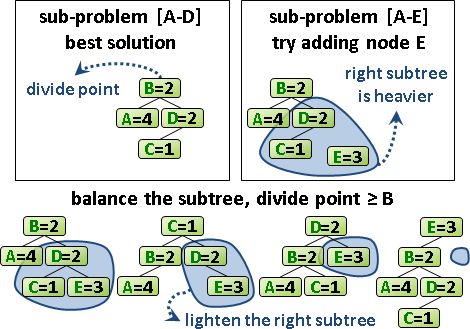 sub-problem [A-D]
best solution
divide point
B=2
A=4 D=2
C=1
sub-problem [A-E]
try adding node E
right subtree
is heavier
B=2
A=4 D=2
C=1
E=3
balance the subtree, divide point ≥ B
B=2
A=4 D=2
C=1 E=3
C=1
B=2 D=2
A=4 E=3
D=2
B=2 E=3
A=4 C=1
E=3
B=2
A=4 D=2
C=1
lighten the right subtree